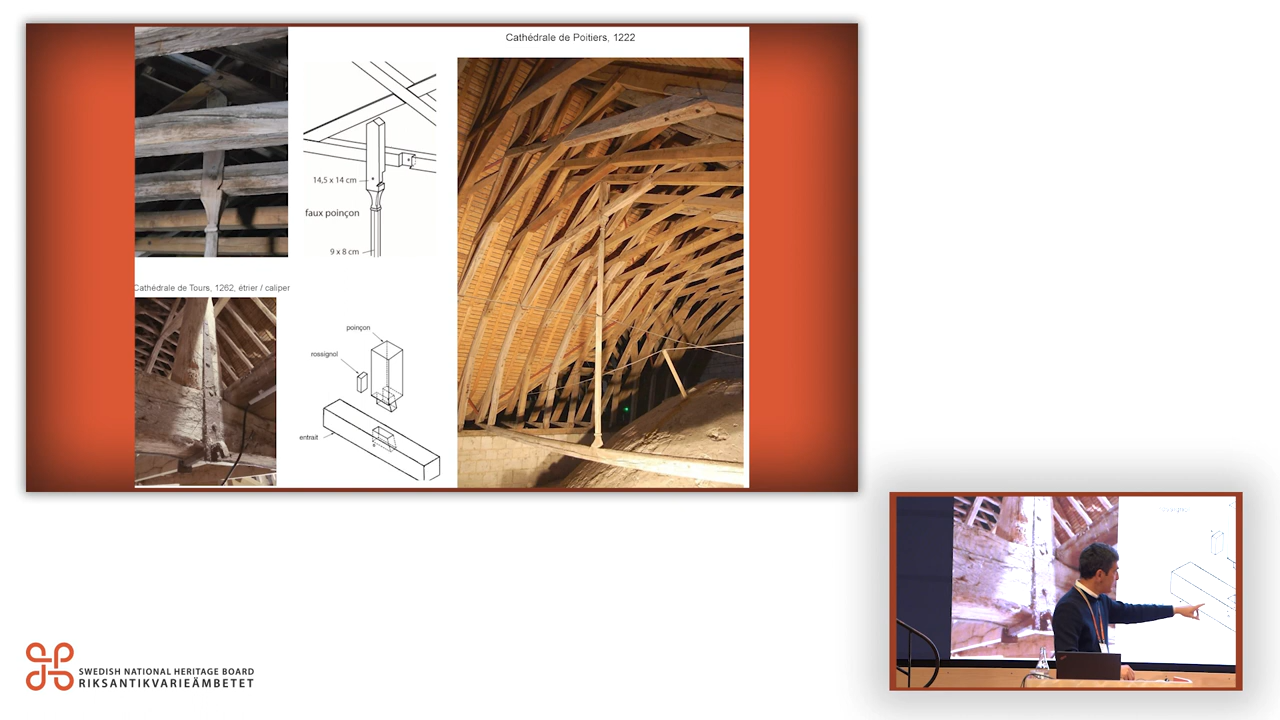 Cathédrale de Poitiers, 1222
14,5 x 14 cm
faux poinçon
9 x 8 cm
Cathédrale de Tours, 1262, étrier / caliper
poinçon
rossignol
entrait
SWEDISH NATIONAL HERITAGE BOARD
RIKSANTIKVARIEÄMBETET